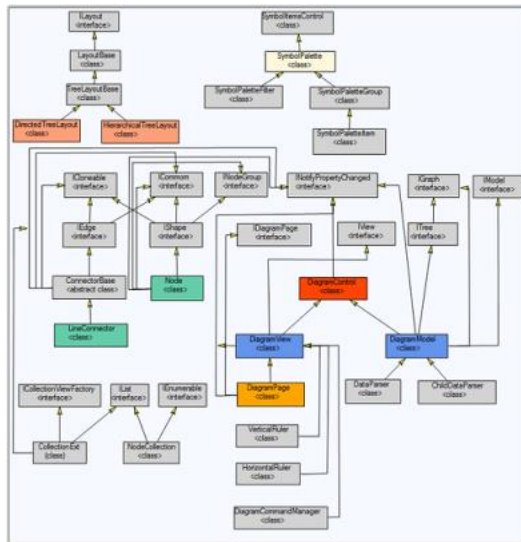 ILayout
<interface>
SymbolItemsControl
<class>
LayoutBase
<class>
SymbolPalette
<class>
TreeLayoutBase
<class>
SymbolPaletteFilter
<class>
SymbolPaletteGroup
<class>
DirectedTreeLayout
<class>
HierarchicalTreeLayout
<class>
SymbolPaletteItem
<class>
ICloneable
<interface>
ICommon
<interface>
INodeGroup
<interface>
INotifyPropertyChanged
<interface>
IGraph
<interface>
IModel
<interface>
IEdge
<interface>
IShape
<interface>
IDiagramPage
<interface>
IView
<interface>
ITree
<interface>
ConnectorBase
<abstract class>
Node
<class>
DiagramControl
<class>
LineConnector
<class>
DiagramView
<class>
DiagramModel
<class>
ICollectionViewFactory
<interface>
IList
<interface>
IEnumerable
<interface>
DiagramPage
<class>
DataParser
<class>
ChildDataParser
<class>
VerticalRuler
<class>
CollectionExt
(class)
NodeCollection
<class>
HorizontalRuler
<class>
DiagramCommandManager
<class>